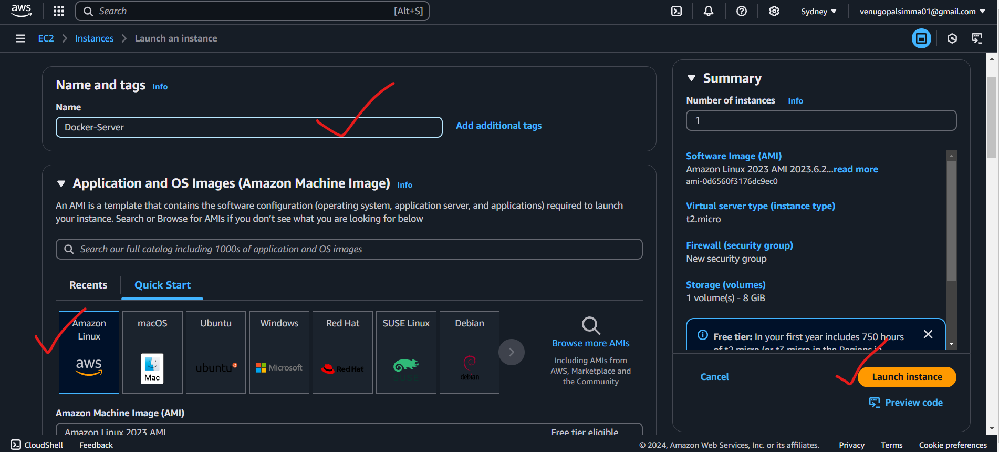 aws
Search [Alt+S]
Sydney
venugopalsimma01@gmail.com
EC2 Instances Launch an instance
Name and tags Info
Name
Docker-Server
Add additional tags
Application and OS Images (Amazon Machine Image) Info
An AMI is a template that contains the software configuration (operating system, application server, and applications) required to launch
your instance. Search or Browse for AMIs if you don't see what you are looking for below
Search our full catalog including 1000s of application and OS images
Recents
Quick Start
Amazon
Linux
aws
macOS
Mac
Ubuntu
ubuntu
Windows
Microsoft
Red Hat
Red Hat
SUSE Linux
SUSE
Debian
debian
Browse more AMIs
Including AMIs from
AWS, Marketplace and
the Community
Amazon Machine Image (AMI)
Amazon Linux 2023 AMI
Free tier eligible
Summary
Number of instances Info
1
Software Image (AMI)
Amazon Linux 2023 AMI 2023.6.2...read more
ami-0d6560f3176dc9ec0
Virtual server type (instance type)
t2.micro
Firewall (security group)
New security group
Storage (volumes)
1 volume(s) - 8 GiB
Free tier: In your first year includes 750 hours
of t2.micro (or t3.micro in the Regions in
Cancel
Launch instance
Preview code
CloudShell Feedback
© 2024, Amazon Web Services, Inc. or its affiliates. Privacy Terms Cookie preferences